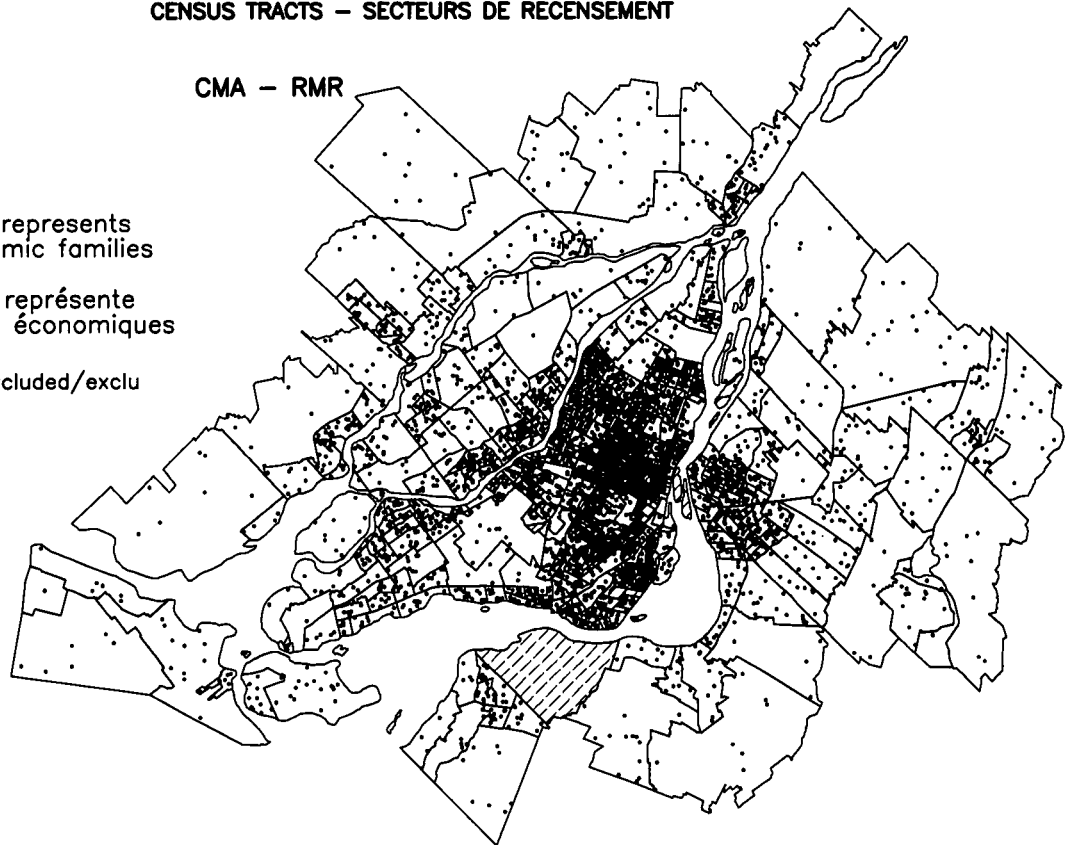 CENSUS TRACTS – SECTEURS DE RECENSEMENT
CMA – RMR
represents
mic families
représente
économiques
cluded/exclu